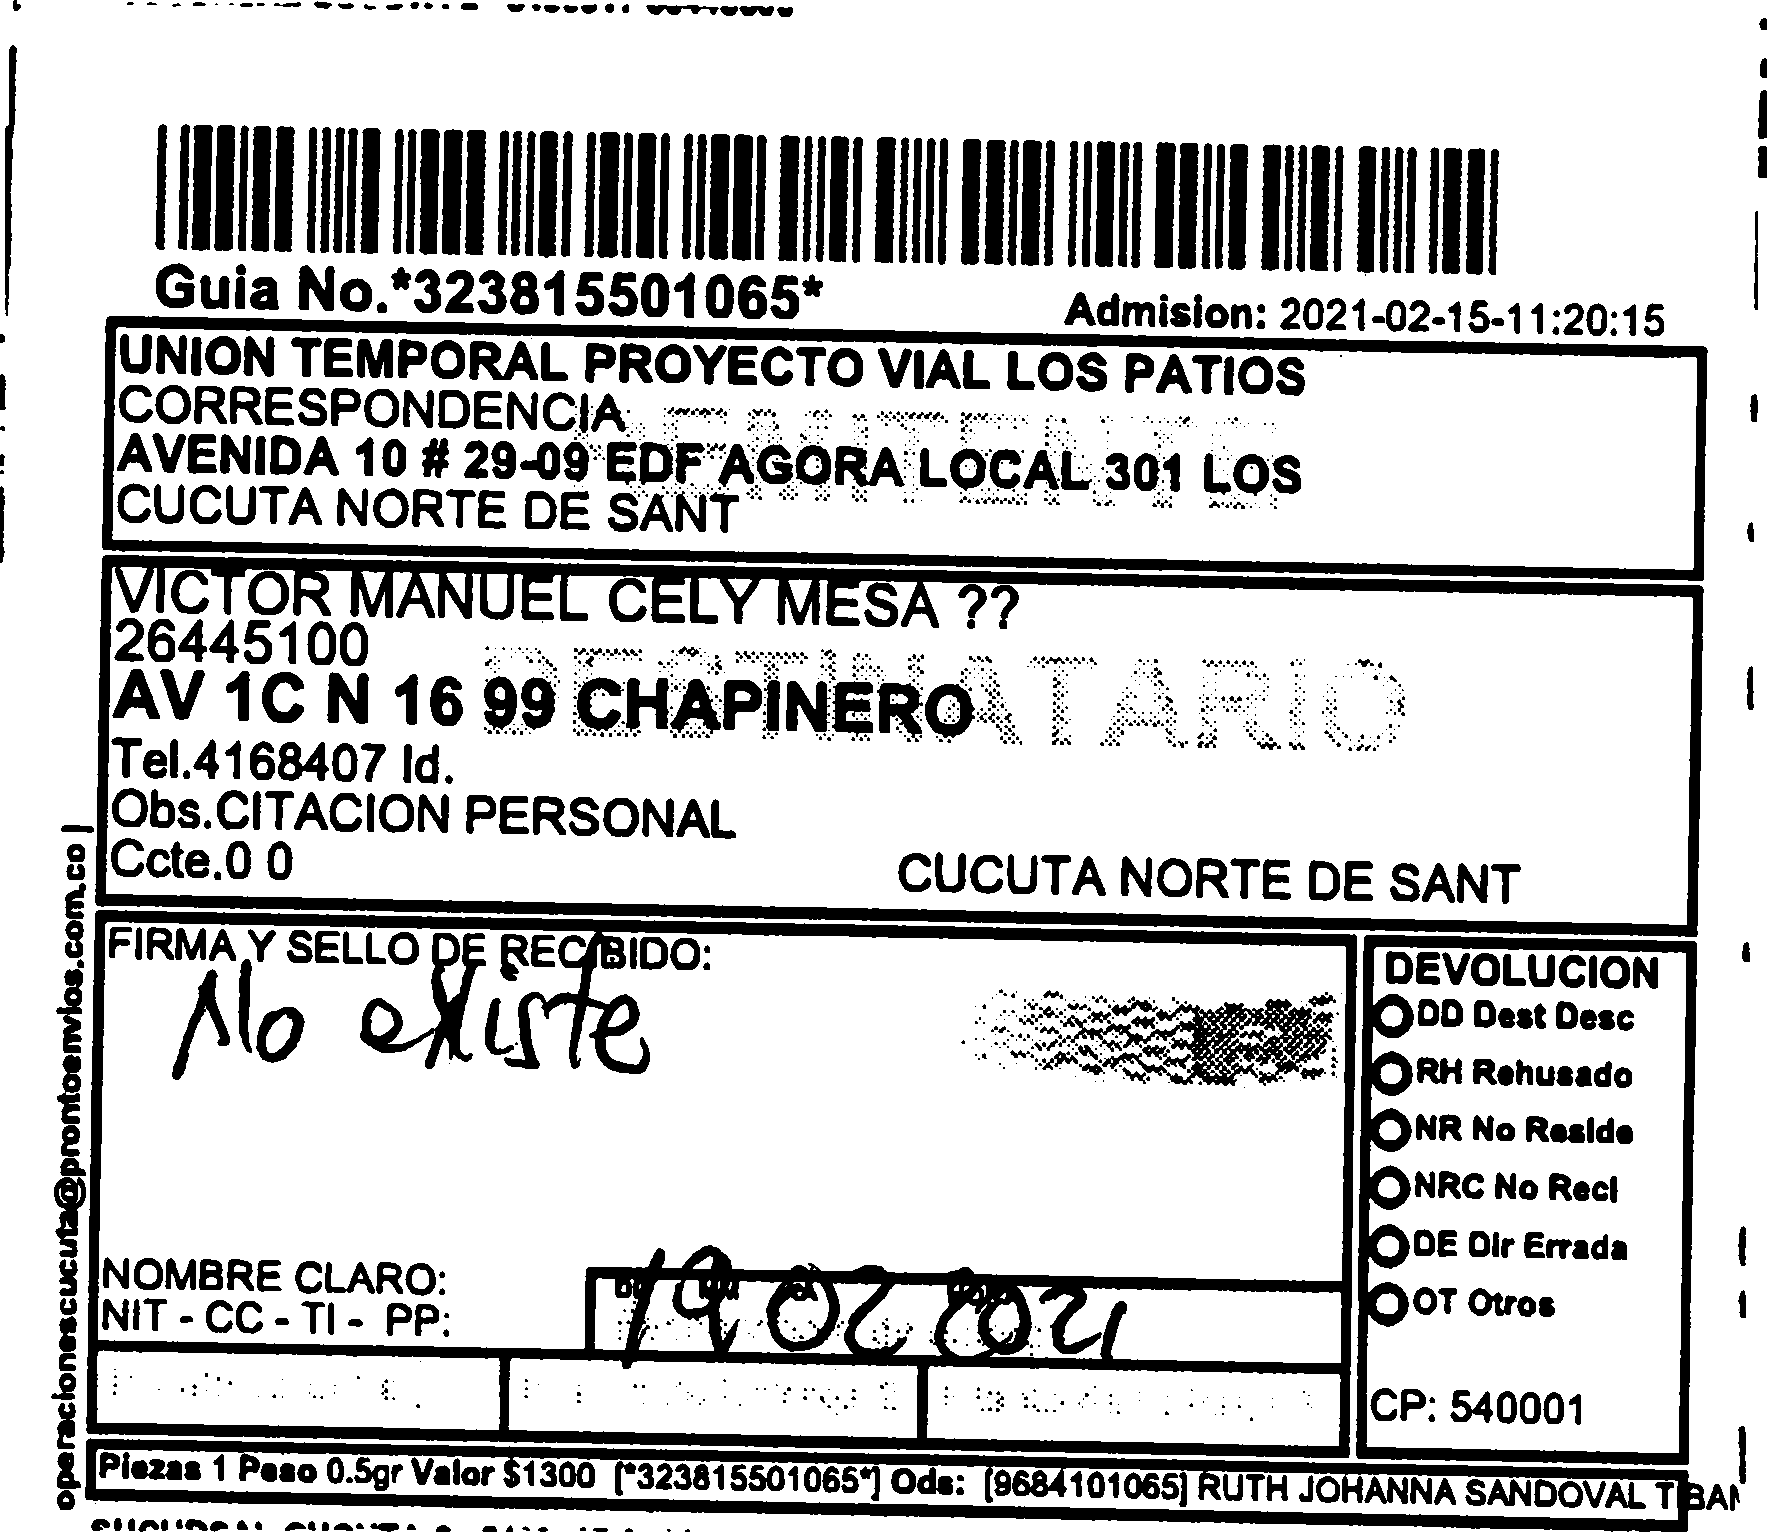 Guia No.*323815501065*
Admision: 2021-02-15-11:20:15
UNION TEMPORAL PROYECTO VIAL LOS PATIOS
CORRESPONDENCIA
REMITENTE
AVENIDA 10 # 29-09 EDF AGORA LOCAL 301 LOS
CUCUTA NORTE DE SANT
VICTOR MANUEL CELY MESA ??
26445100
DESTINATARIO
AV 1C N 16 99 CHAPINERO
Tel.4168407 Id.
Obs.CITACION PERSONAL
Ccte.0 0
CUCUTA NORTE DE SANT
FIRMA Y SELLO DE RECIBIDO:
No existe
NOMBRE CLARO:
NIT - CC - TI - PP:
19 02 2021
DEVOLUCION
DD Dest Desc
RH Rehusado
NR No Reside
NRC No Recl
DE Dir Errada
OT Otros
CP: 540001
Piezas 1 Peso 0.5gr Valor $1300 [*323815501065*] Ods: [9684101065] RUTH JOHANNA SANDOVAL TIBAN
operacionescucuta@prontoenvios.com.co |